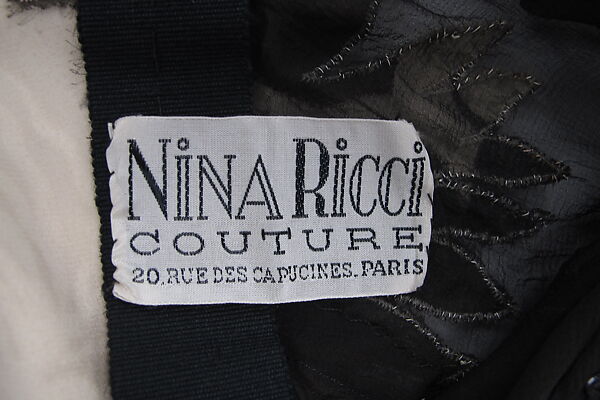 NiNA RiCCi
COUTURE
20.RUE DES CAPUCINES.PARIS